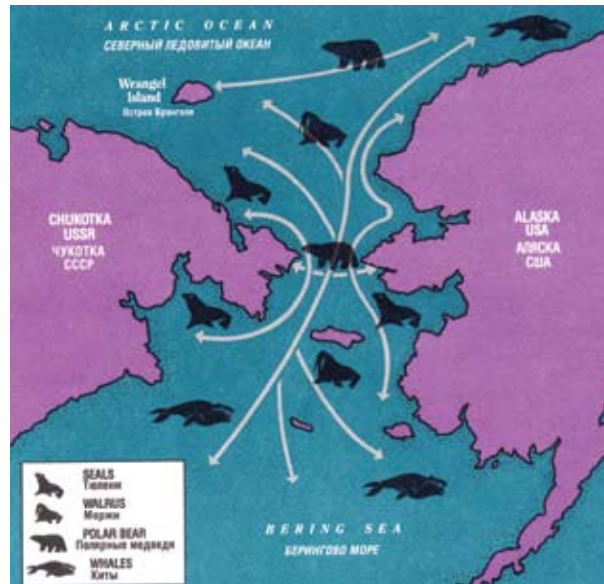 ARCTIC OCEAN
СЕВЕРНЫЙ ЛЕДОВИТЫЙ ОКЕАН
Wrangel
Island
Остров Врангеля
CHUKOTKA
USSR
ЧУКОТКА
СССР
ALASKA
USA
АЛЯСКА
США
SEALS
Тюлени
WALRUS
Моржи
POLAR BEAR
Полярные медведи
WHALES
Киты
BERING SEA
БЕРИНГОВО МОРЕ